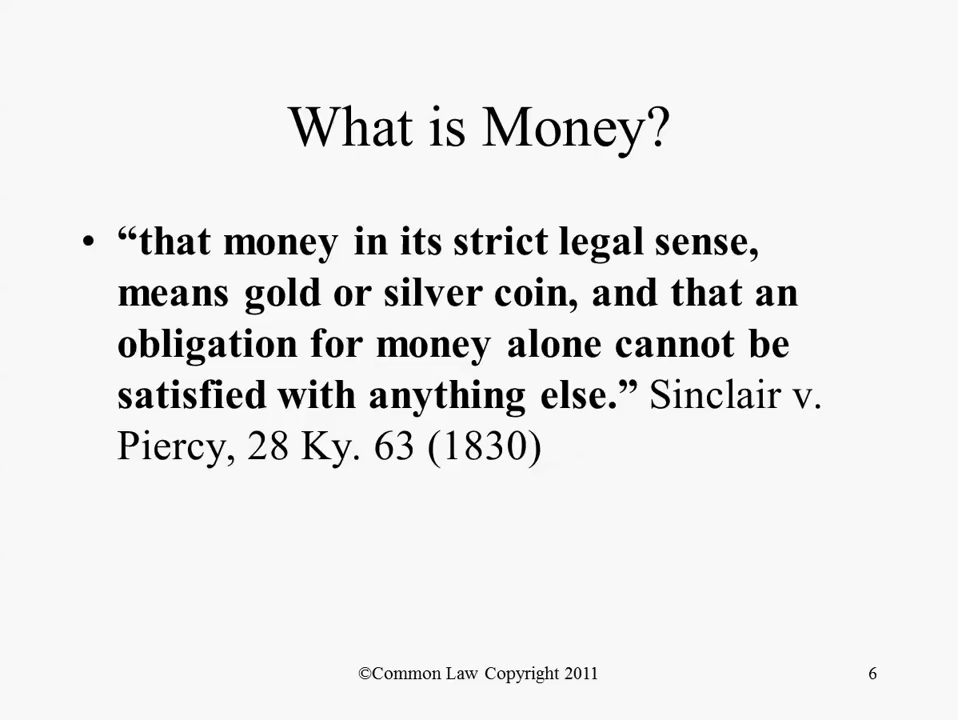 What is Money?
• “that money in its strict legal sense,
means gold or silver coin, and that an
obligation for money alone cannot be
satisfied with anything else.” Sinclair v.
Piercy, 28 Ky. 63 (1830)
©Common Law Copyright 2011 6